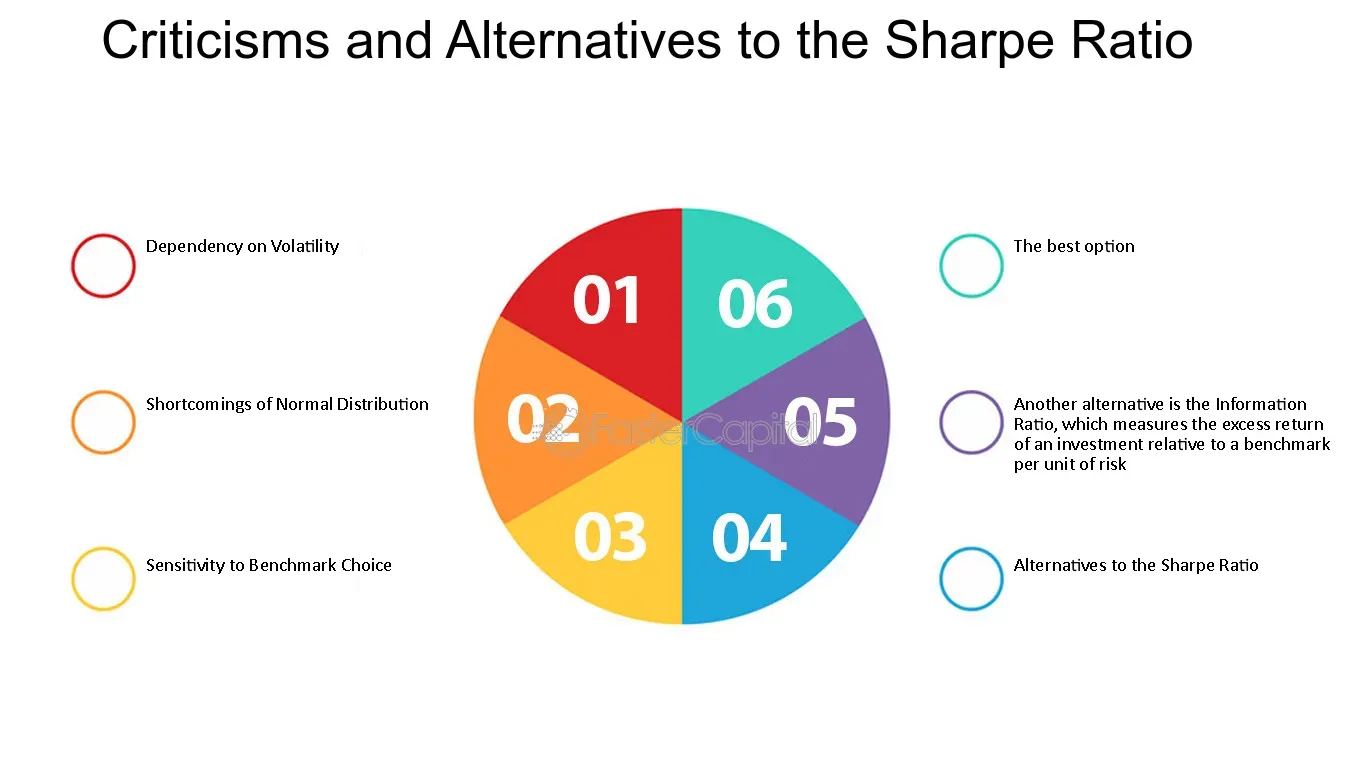 Criticisms and Alternatives to the Sharpe Ratio
Dependency on Volatility
Shortcomings of Normal Distribution
Sensitivity to Benchmark Choice
01
06
02
05
03
04
FasterCapital
The best option
Another alternative is the Information
Ratio, which measures the excess return
of an investment relative to a benchmark
per unit of risk
Alternatives to the Sharpe Ratio